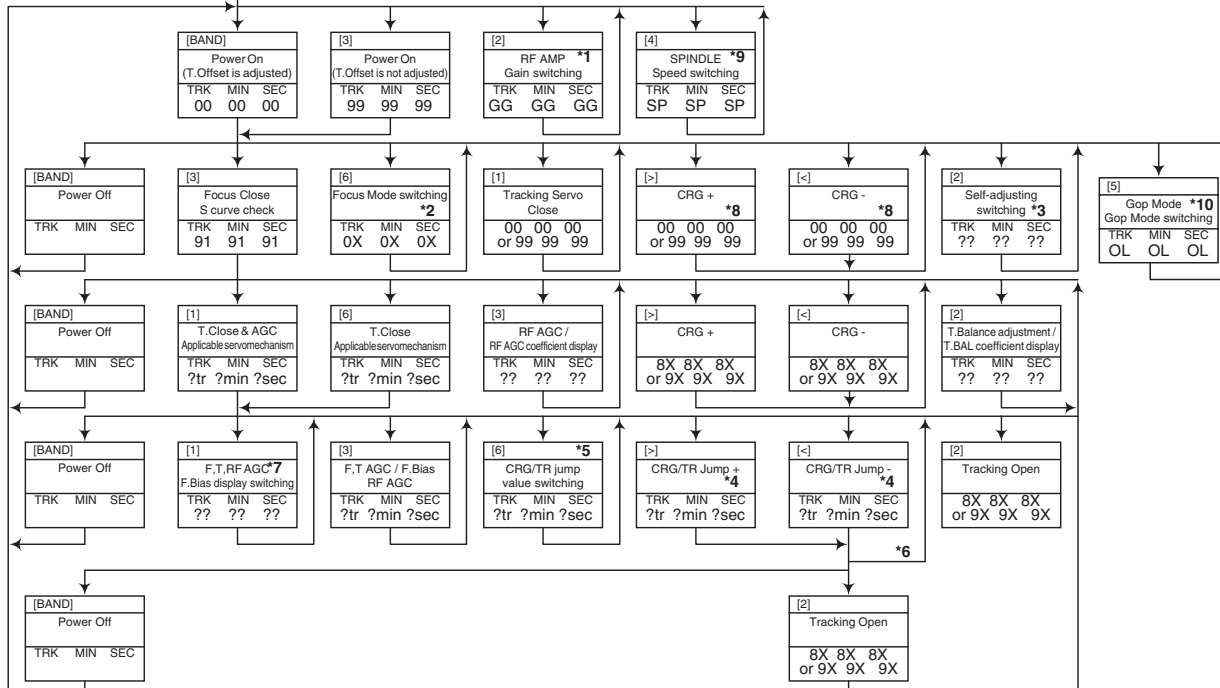 [BAND]
Power On
(T.Offset is adjusted)
TRK MIN SEC
00 00 00
[3]
Power On
(T.Offset is not adjusted)
TRK MIN SEC
99 99 99
[2]
RF AMP *1
Gain switching
TRK MIN SEC
GG GG GG
[4]
SPINDLE *9
Speed switching
TRK MIN SEC
SP SP SP
[BAND]
Power Off
TRK MIN SEC
[3]
Focus Close
S curve check
TRK MIN SEC
91 91 91
[6]
Focus Mode switching
*2
TRK MIN SEC
0X 0X 0X
[1]
Tracking Servo
Close
00 00 00
or 99 99 99
[>]
CRG +
*8
00 00 00
or 99 99 99
[<]
CRG -
*8
00 00 00
or 99 99 99
[2]
Self-adjusting
switching *3
TRK MIN SEC
?? ?? ??
[5]
Gop Mode *10
Gop Mode switching
TRK MIN SEC
OL OL OL
[BAND]
Power Off
TRK MIN SEC
[1]
T.Close & AGC
Applicable servomechanism
TRK MIN SEC
?tr ?min ?sec
[6]
T.Close
Applicable servomechanism
TRK MIN SEC
?tr ?min ?sec
[3]
RF AGC /
RF AGC coefficient display
TRK MIN SEC
?? ?? ??
[>]
CRG +
8X 8X 8X
or 9X 9X 9X
[<]
CRG -
8X 8X 8X
or 9X 9X 9X
[2]
T.Balance adjustment /
T.BAL coefficient display
TRK MIN SEC
?? ?? ??
[BAND]
Power Off
TRK MIN SEC
[1]
F,T,RF AGC *7
F.Bias display switching
TRK MIN SEC
?? ?? ??
[3]
F,T AGC / F.Bias
RF AGC
TRK MIN SEC
?tr ?min ?sec
[6] *5
CRG/TR jump
value switching
TRK MIN SEC
?tr ?min ?sec
[>]
CRG/TR Jump +
*4
TRK MIN SEC
?tr ?min ?sec
[<]
CRG/TR Jump -
*4
TRK MIN SEC
?tr ?min ?sec
[2]
Tracking Open
8X 8X 8X
or 9X 9X 9X
*6
[BAND]
Power Off
TRK MIN SEC
[2]
Tracking Open
8X 8X 8X
or 9X 9X 9X